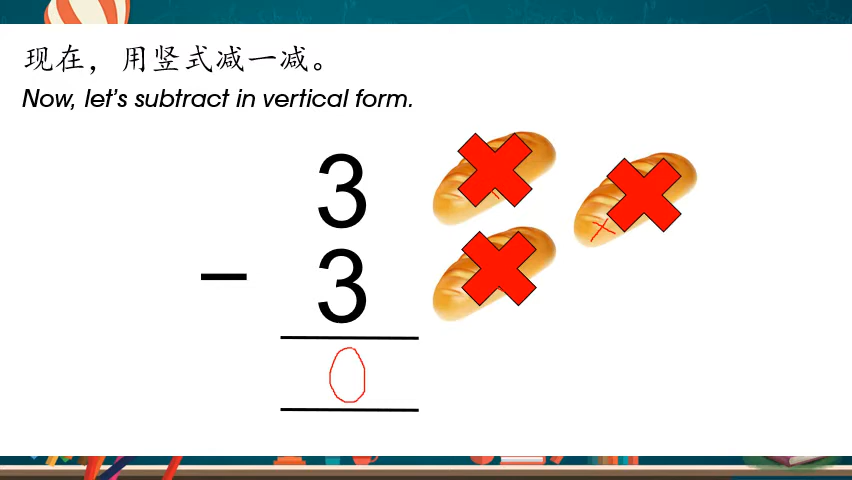 现在，用竖式减一减。
Now, let's subtract in vertical form.
3
– 3
0